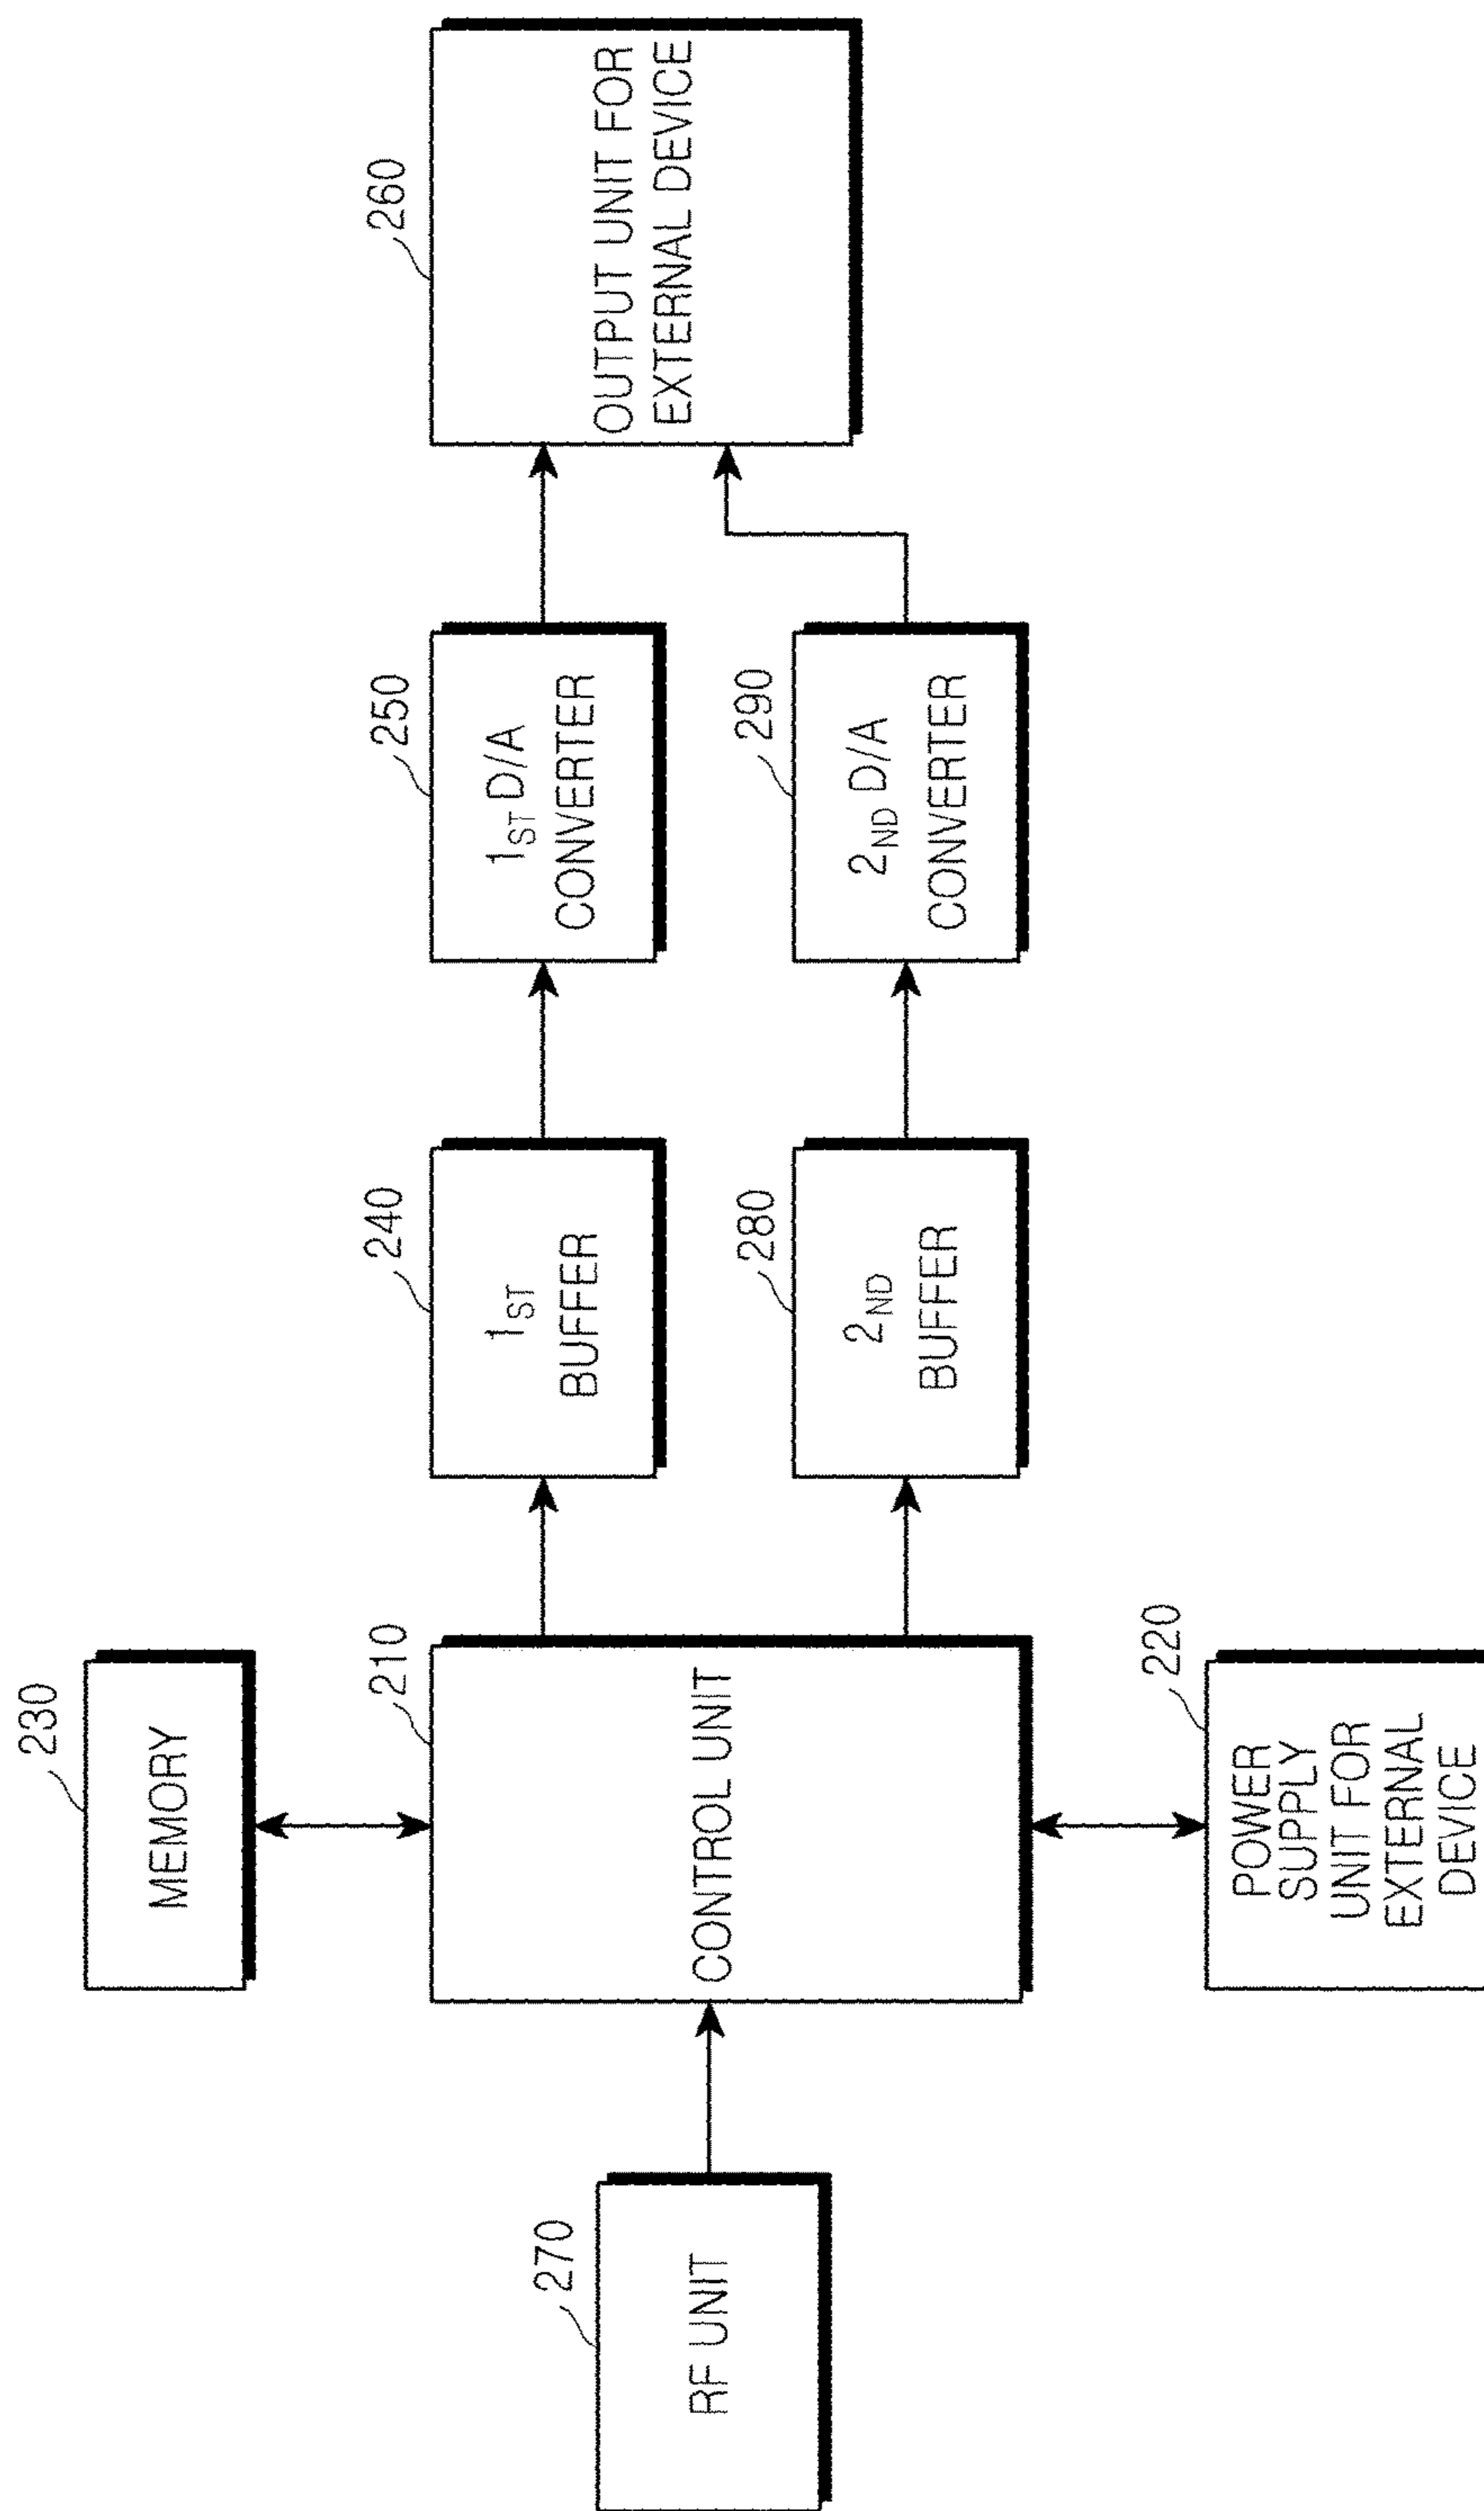 230
MEMORY
270
RF UNIT
210
CONTROL UNIT
220
POWER
SUPPLY
UNIT FOR
EXTERNAL
DEVICE
240
1ST
BUFFER
250
1ST D/A
CONVERTER
280
2ND
BUFFER
290
2ND D/A
CONVERTER
260
OUTPUT UNIT FOR
EXTERNAL DEVICE